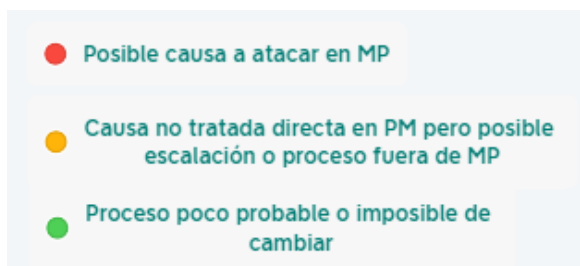 Posible causa a atacar en MP
Causa no tratada directa en PM pero posible
escalación o proceso fuera de MP
Proceso poco probable o imposible de
cambiar